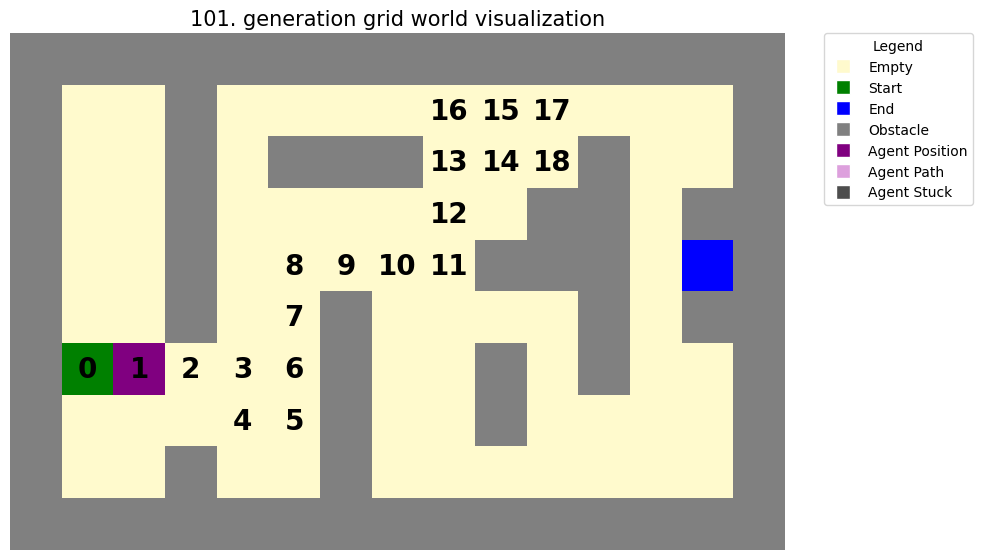 101. generation grid world visualization
Legend
Empty
Start
End
Obstacle
Agent Position
Agent Path
Agent Stuck
16 15 17
13 14 18
12
8 9 10 11
7
0 1 2 3 6
4 5